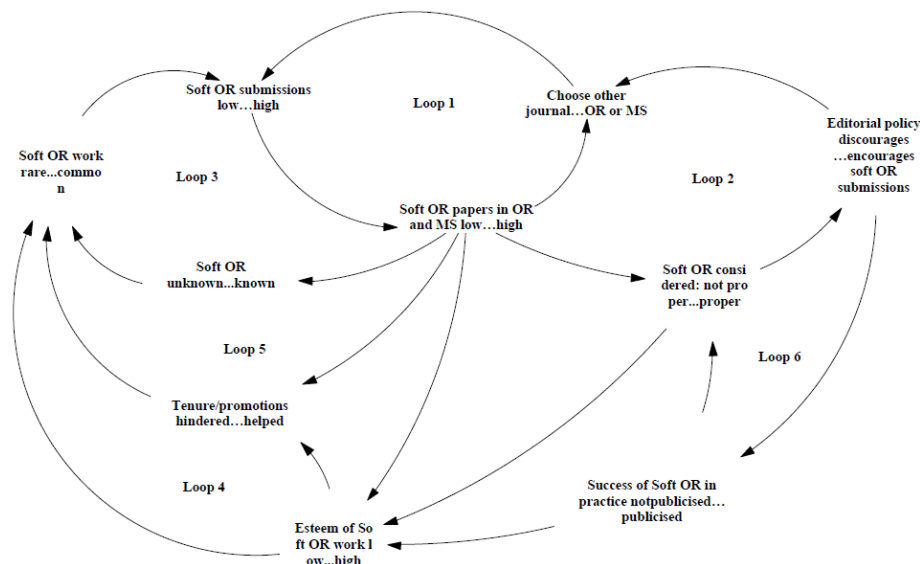 Soft OR submissions
low…high
Loop 1
Choose other
journal…OR or MS
Editorial policy
discourages
…encourages
soft OR
submissions
Soft OR work
rare...commo
n
Loop 3
Loop 2
Soft OR papers in OR
and MS low…high
Soft OR
unknown...known
Soft OR consi
dered: not pro
per...proper
Loop 5
Loop 6
Tenure/promotions
hindered…helped
Loop 4
Success of Soft OR in
practice notpublicised…
publicised
Esteem of So
ft OR work l
ow...high